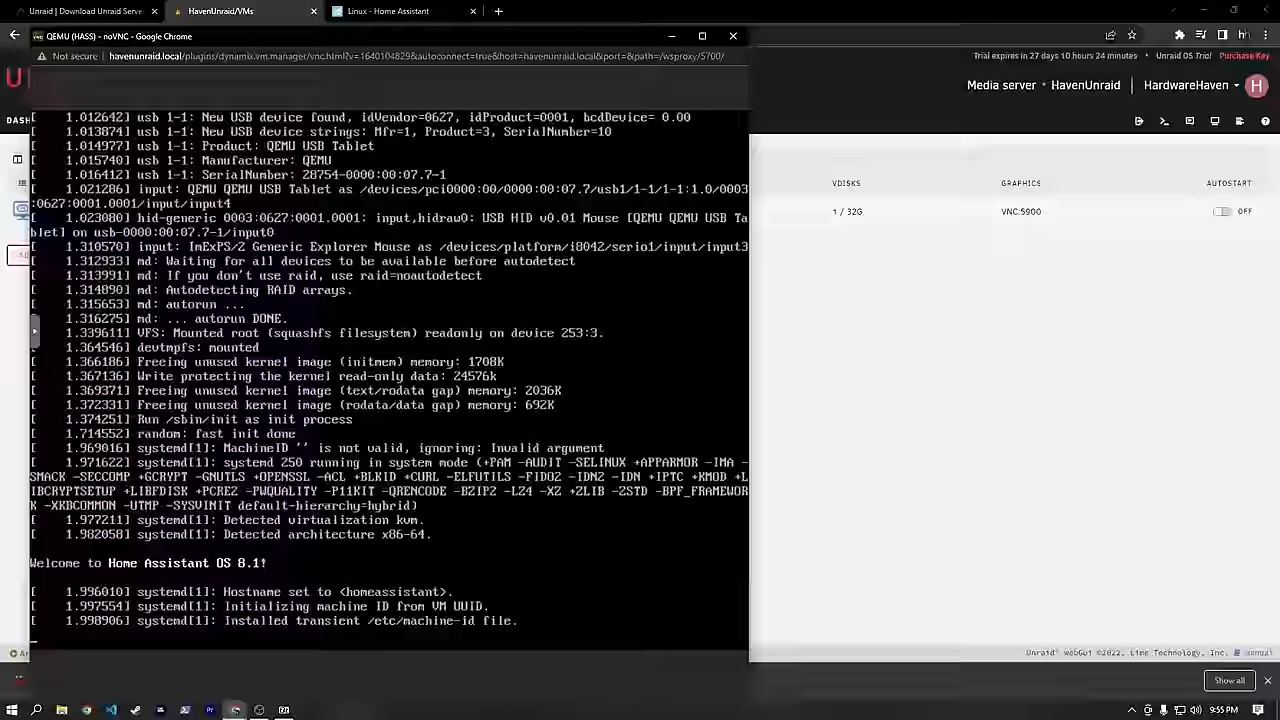 Unraid | Download Unraid Server
HavenUnraid/VMs
Linux - Home Assistant
QEMU (HASS) - noVNC - Google Chrome
Not secure | havenunraid.local/plugins/dynamix.vm.manager/vnc.html?v=1640104829&autoconnect=true&host=havenunraid.local&port=&path=/wsproxy/5700/
Trial expires in 27 days 10 hours 24 minutes • Unraid OS Trial Purchase Key
Media server • HavenUnraid | HardwareHaven H
DASH
VDISKS GRAPHICS AUTOSTART
1 / 32G VNC:5900 OFF
[ 1.012642] usb 1-1: New USB device found, idVendor=0627, idProduct=0001, bcdDevice= 0.00
[ 1.013874] usb 1-1: New USB device strings: Mfr=1, Product=3, SerialNumber=10
[ 1.014977] usb 1-1: Product: QEMU USB Tablet
[ 1.015740] usb 1-1: Manufacturer: QEMU
[ 1.016412] usb 1-1: SerialNumber: 28754-0000:00:07.7-1
[ 1.021286] input: QEMU QEMU USB Tablet as /devices/pci0000:00/0000:00:07.7/usb1/1-1/1-1:1.0/0003
:0627:0001.0001/input/input4
[ 1.023080] hid-generic 0003:0627:0001.0001: input,hidraw0: USB HID v0.01 Mouse [QEMU QEMU USB Ta
blet] on usb-0000:00:07.7-1/input0
[ 1.310570] input: ImExPS/2 Generic Explorer Mouse as /devices/platform/i8042/serio1/input/input3
[ 1.312933] md: Waiting for all devices to be available before autodetect
[ 1.313991] md: If you don't use raid, use raid=noautodetect
[ 1.314890] md: Autodetecting RAID arrays.
[ 1.315653] md: autorun ...
[ 1.316275] md: ... autorun DONE.
[ 1.339611] VFS: Mounted root (squashfs filesystem) readonly on device 253:3.
[ 1.364546] devtmpfs: mounted
[ 1.366186] Freeing unused kernel image (initmem) memory: 1708K
[ 1.367136] Write protecting the kernel read-only data: 24576k
[ 1.369371] Freeing unused kernel image (text/rodata gap) memory: 2036K
[ 1.372331] Freeing unused kernel image (rodata/data gap) memory: 692K
[ 1.374251] Run /sbin/init as init process
[ 1.714552] random: fast init done
[ 1.969016] systemd[1]: MachineID '' is not valid, ignoring: Invalid argument
[ 1.971622] systemd[1]: systemd 250 running in system mode (+PAM -AUDIT -SELINUX +APPARMOR -IMA -
SMACK -SECCOMP +GCRYPT -GNUTLS +OPENSSL -ACL +BLKID +CURL -ELFUTILS -FIDO2 -IDN2 -IDN +IPTC +KMOD +L
IBCRYPTSETUP +LIBFDISK +PCRE2 -PWQUALITY -P11KIT -QRENCODE -BZIP2 -LZ4 -XZ +ZLIB -ZSTD -BPF_FRAMEWOR
K -XKBCOMMON -UTMP -SYSVINIT default-hierarchy=hybrid)
[ 1.977211] systemd[1]: Detected virtualization kvm.
[ 1.982058] systemd[1]: Detected architecture x86-64.
Welcome to Home Assistant OS 8.1!
[ 1.996010] systemd[1]: Hostname set to <homeassistant>.
[ 1.997554] systemd[1]: Initializing machine ID from VM UUID.
[ 1.998906] systemd[1]: Installed transient /etc/machine-id file.
Unraid® webGui ©2022, Lime Technology, Inc. manual
Show all
9:55 PM